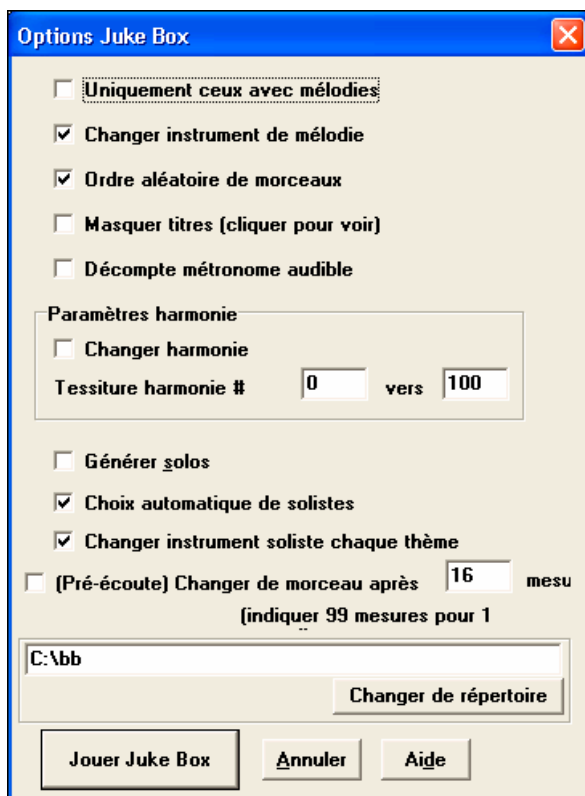 Options Juke Box
Uniquement ceux avec mélodies
Changer instrument de mélodie
Ordre aléatoire de morceaux
Masquer titres (cliquer pour voir)
Décompte métronome audible
Paramètres harmonie
Changer harmonie
Tessiture harmonie # 0 vers 100
Générer solos
Choix automatique de solistes
Changer instrument soliste chaque thème
(Pré-écoute) Changer de morceau après 16 mesu
(indiquer 99 mesures pour 1
C:\bb
Changer de répertoire
Jouer Juke Box Annuler Aide